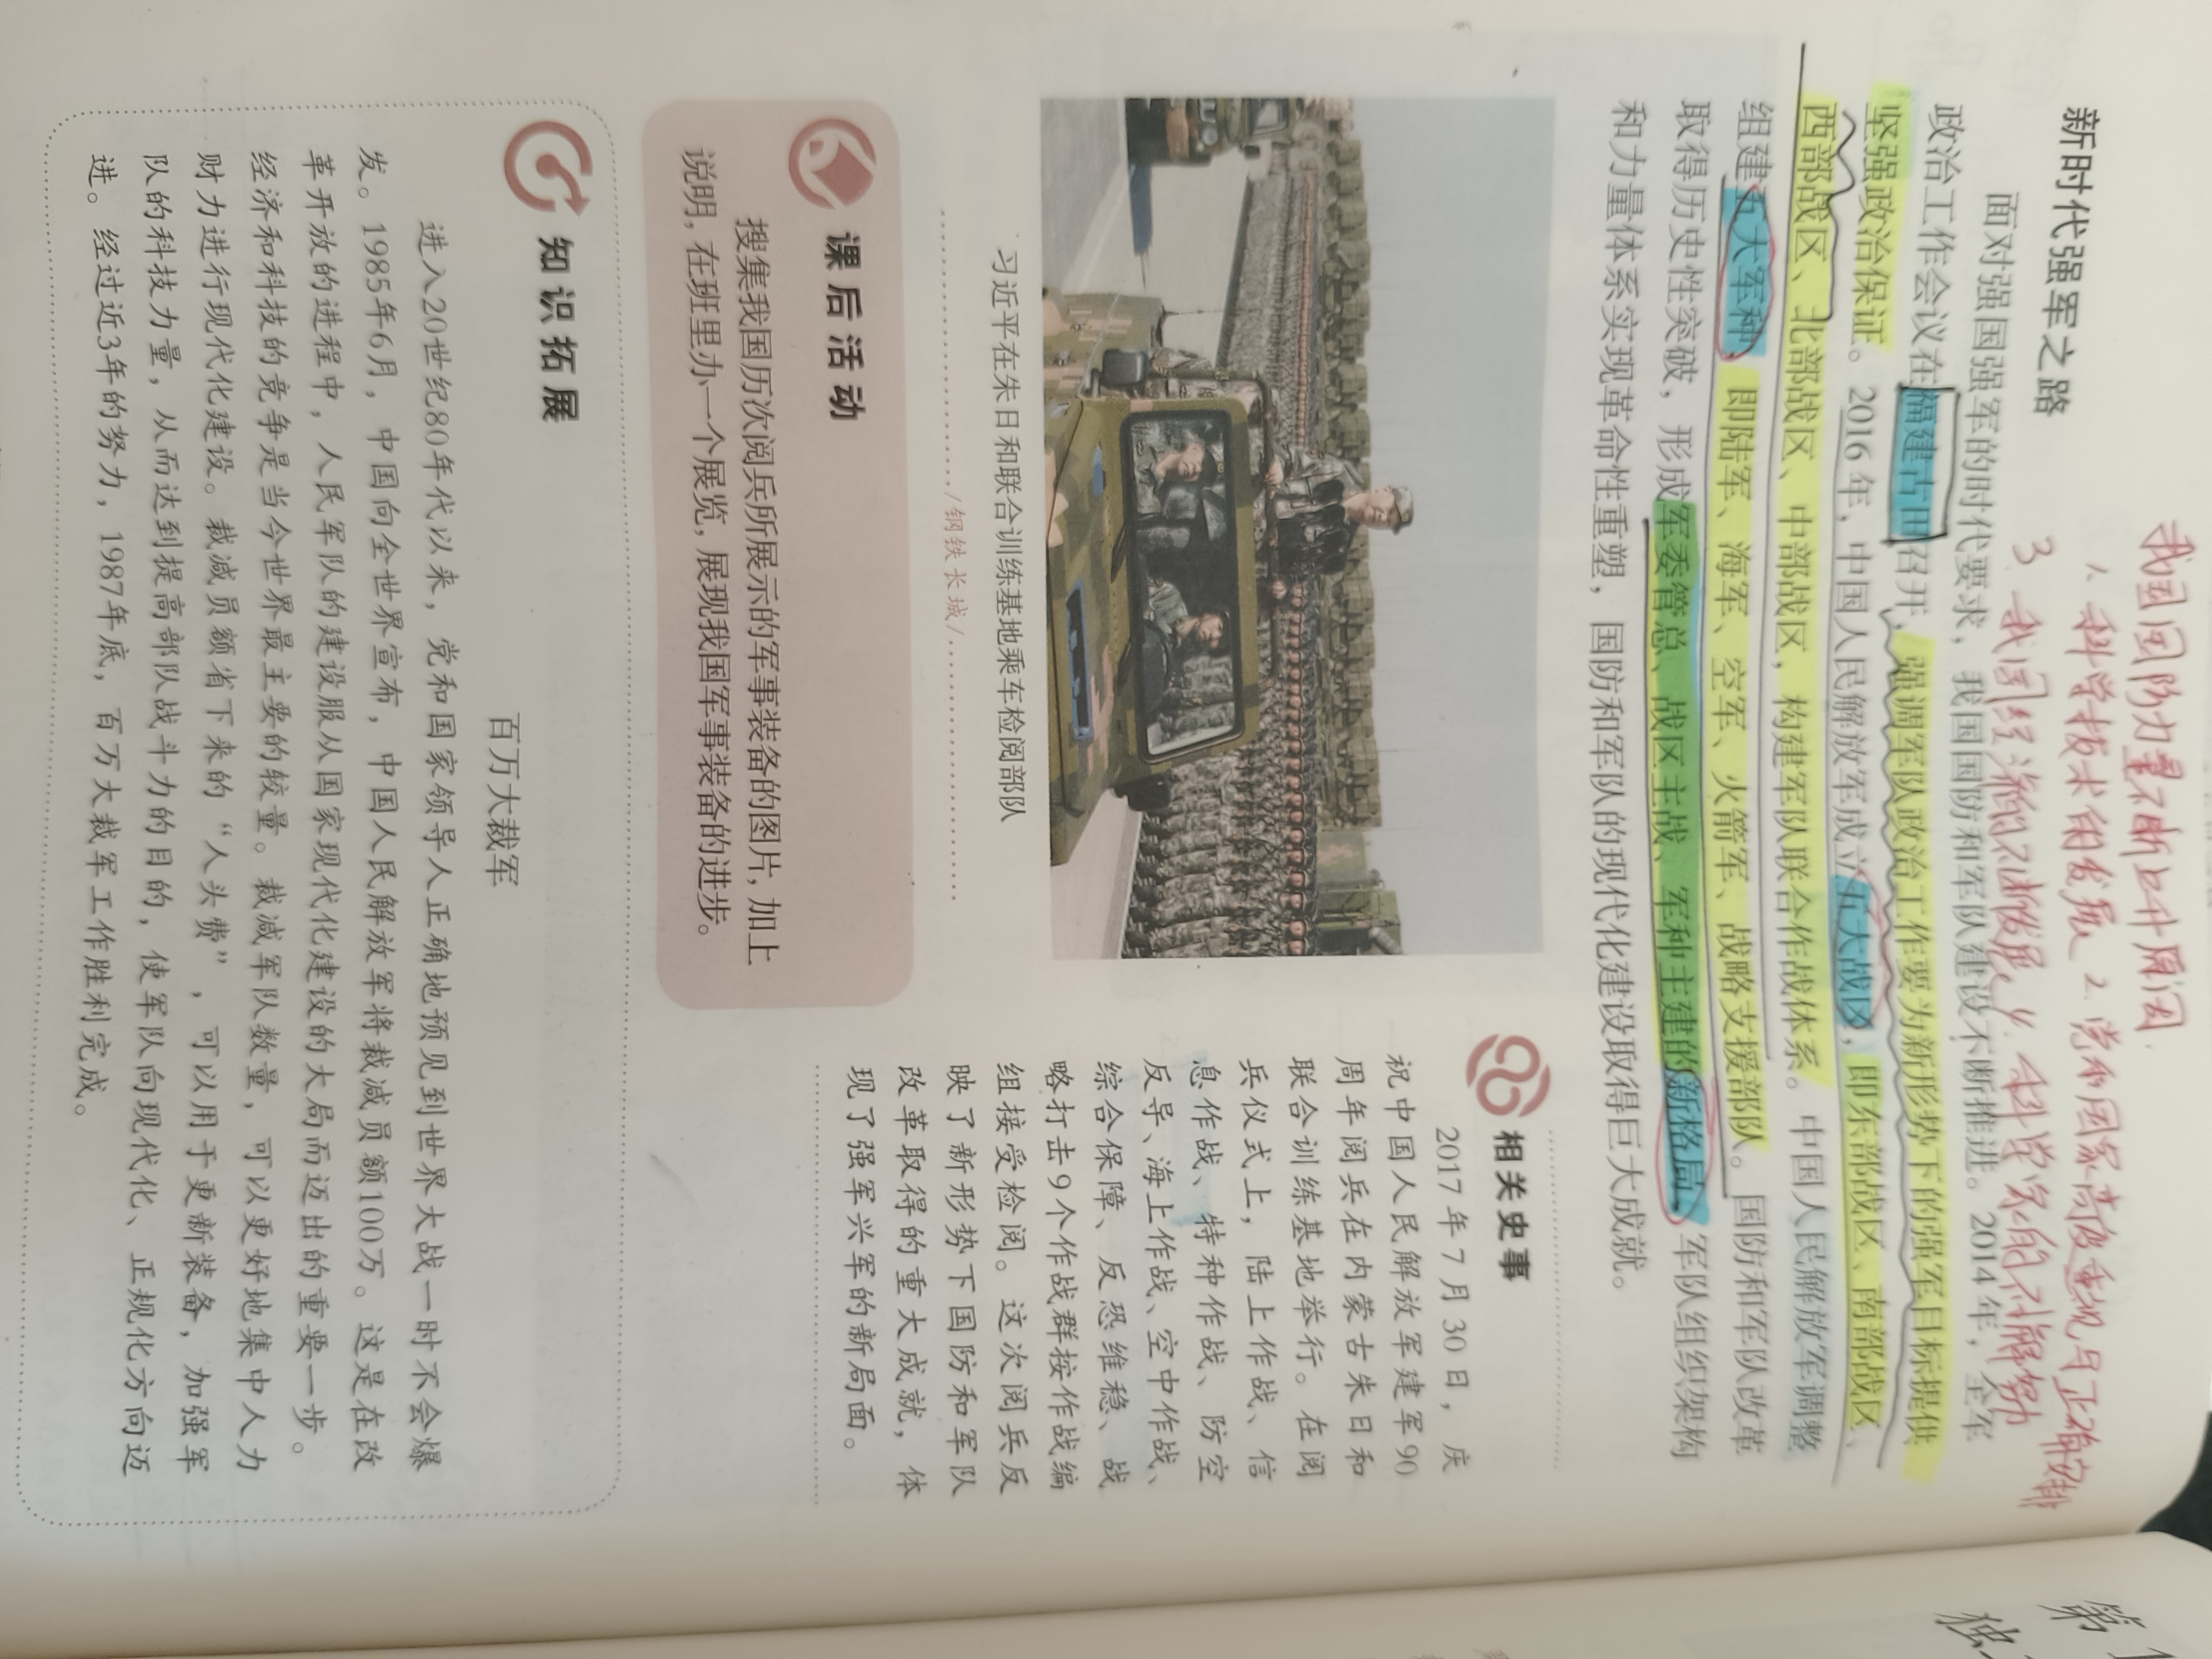 我国国防力量不断上升原因.
1. 科学技术的发展 2. 党和国家高度重视与正确安排
3. 我国经济的不断发展 4. 科学家的不懈努力
新时代强军之路
面对强国强军的时代要求，我国国防和军队建设不断推进。2014年，全军
政治工作会议在福建古田召开，强调军队政治工作要为新形势下的强军目标提供
坚强政治保证。2016年，中国人民解放军成立五大战区，即东部战区、南部战区、
西部战区、北部战区、中部战区，构建军队联合作战体系。中国人民解放军调整
组建五大军种，即陆军、海军、空军、火箭军、战略支援部队。国防和军队改革
取得历史性突破，形成军委管总、战区主战、军种主建的新格局，军队组织架构
和力量体系实现革命性重塑，国防和军队的现代化建设取得巨大成就。
习近平在朱日和联合训练基地乘车检阅部队
/钢铁长城/
相关史事
2017年7月30日，庆
祝中国人民解放军建军90
周年阅兵在内蒙古朱日和
联合训练基地举行。在阅
兵仪式上，陆上作战、信
息作战、特种作战、防空
反导、海上作战、空中作战、
综合保障、反恐维稳、战
略打击9个作战群按作战编
组接受检阅。这次阅兵反
映了新形势下国防和军队
改革取得的重大成就，体
现了强军兴军的新局面。
课后活动
搜集我国历次阅兵所展示的军事装备的图片，加上
说明，在班里办一个展览，展现我国军事装备的进步。
知识拓展
百万大裁军
进入20世纪80年代以来，党和国家领导人正确地预见到世界大战一时不会爆
发。1985年6月，中国向全世界宣布，中国人民解放军将裁减员额100万。这是在改
革开放的进程中，人民军队的建设服从国家现代化建设的大局而迈出的重要一步。
经济和科技的竞争是当今世界最主要的较量。裁减军队数量，可以更好地集中人力
财力进行现代化建设。裁减员额省下来的“人头费”，可以用于更新装备，加强军
队的科技力量，从而达到提高部队战斗力的目的，使军队向现代化、正规化方向迈
进。经过近3年的努力，1987年底，百万大裁军工作胜利完成。
第
独